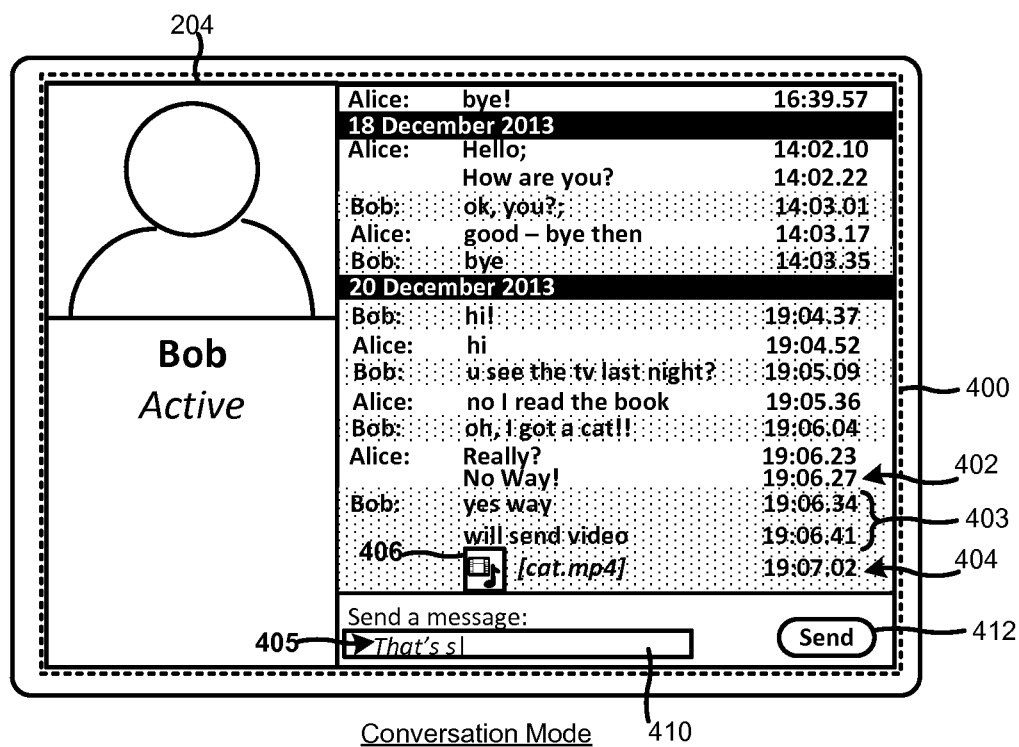 204
Alice: bye! 16:39.57
18 December 2013
Alice: Hello; 14:02.10
How are you? 14:02.22
Bob: ok, you?; 14:03.01
Alice: good – bye then 14:03.17
Bob: bye 14:03.35
20 December 2013
Bob: hi! 19:04.37
Alice: hi 19:04.52
Bob: u see the tv last night? 19:05.09
Alice: no I read the book 19:05.36
Bob: oh, I got a cat!! 19:06.04
Alice: Really? 19:06.23
No Way! 19:06.27
Bob: yes way 19:06.34
will send video 19:06.41
[cat.mp4] 19:07.02
Bob
Active
400
402
403
404
406
Send a message:
405
That's s
Send
412
410
Conversation Mode